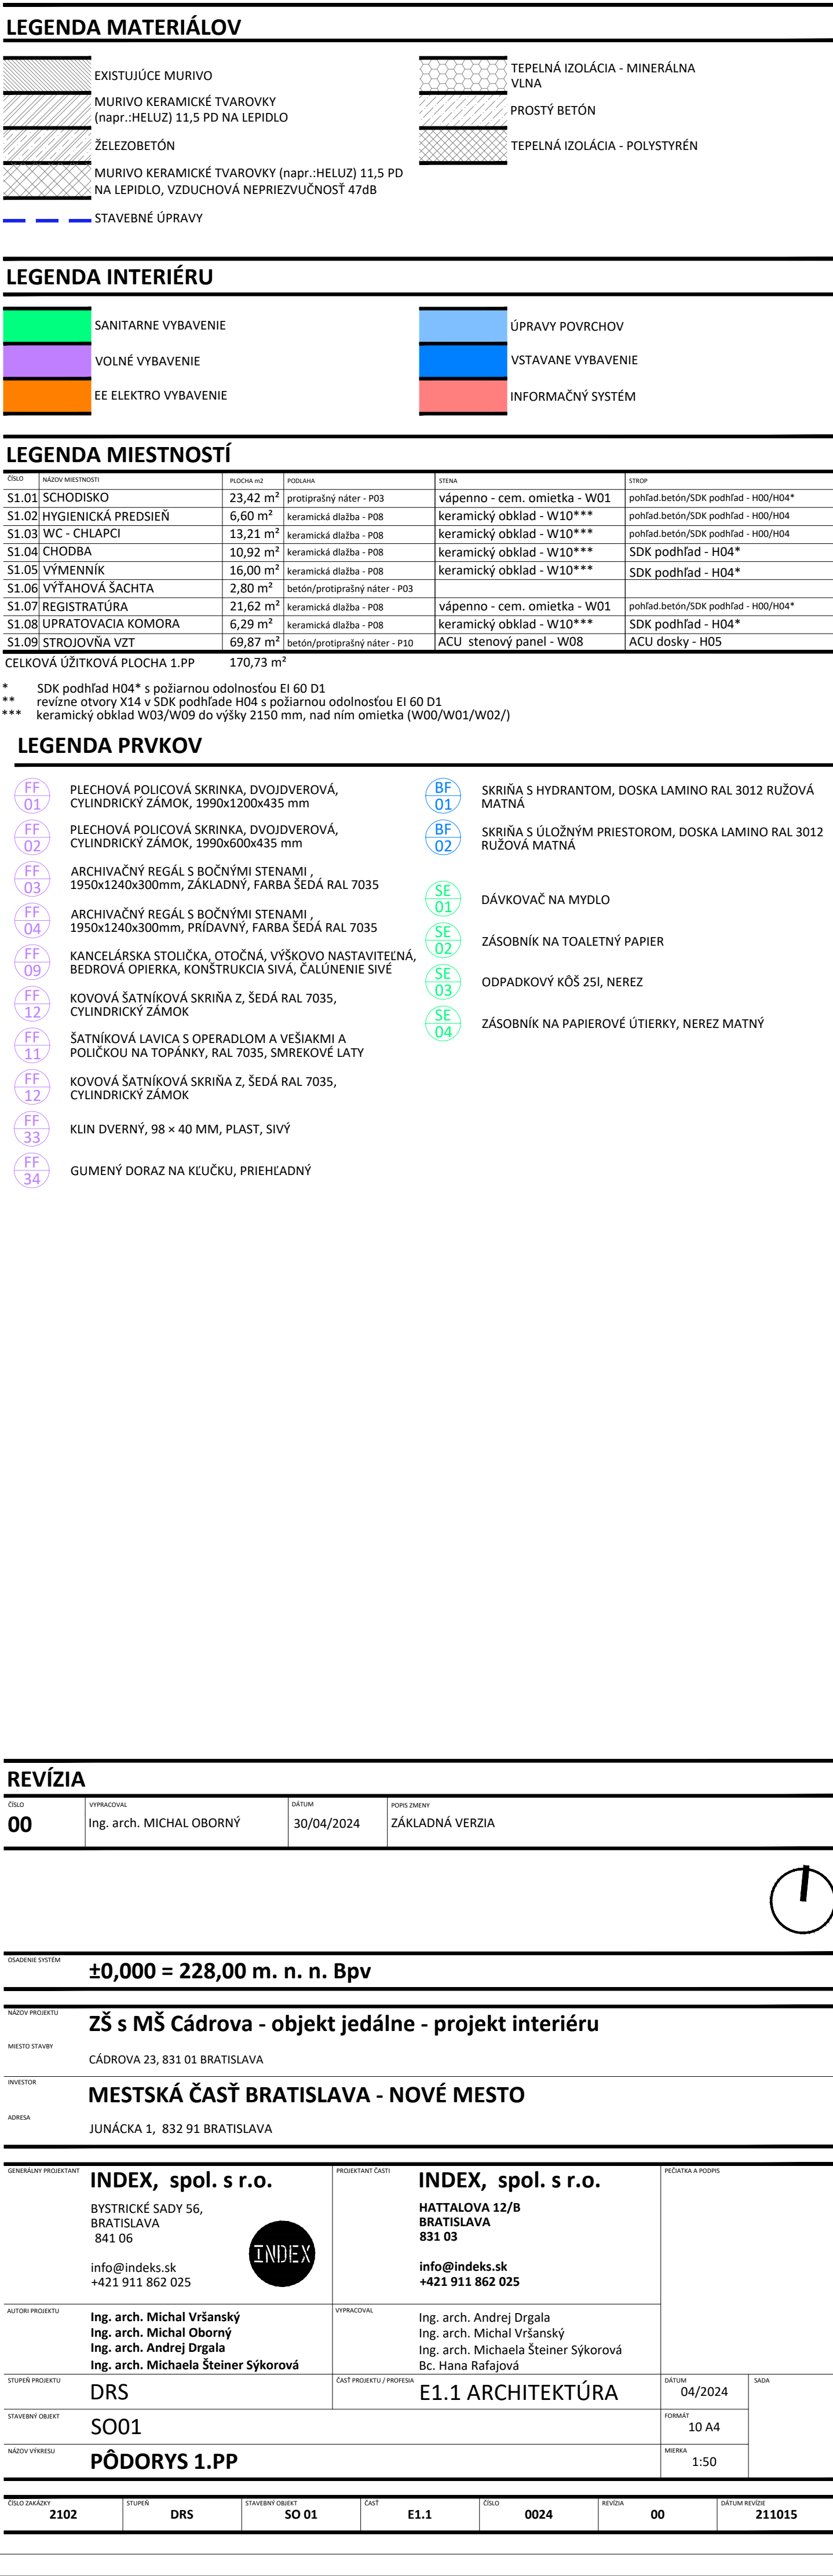 LEGENDA MATERIÁLOV
EXISTUJÚCE MURIVO
MURIVO KERAMICKÉ TVAROVKY
(napr.:HELUZ) 11,5 PD NA LEPIDLO
ŽELEZOBETÓN
MURIVO KERAMICKÉ TVAROVKY (napr.:HELUZ) 11,5 PD
NA LEPIDLO, VZDUCHOVÁ NEPRIEZVUČNOSŤ 47dB
STAVEBNÉ ÚPRAVY
TEPELNÁ IZOLÁCIA - MINERÁLNA
VLNA
PROSTÝ BETÓN
TEPELNÁ IZOLÁCIA - POLYSTYRÉN
LEGENDA INTERIÉRU
SANITARNE VYBAVENIE
VOLNÉ VYBAVENIE
EE ELEKTRO VYBAVENIE
ÚPRAVY POVRCHOV
VSTAVANE VYBAVENIE
INFORMAČNÝ SYSTÉM
LEGENDA MIESTNOSTÍ
ČÍSLO NÁZOV MIESTNOSTI PLOCHA m2 PODLAHA STENA STROP
S1.01 SCHODISKO 23,42 m² protiprašný náter - P03 vápenno - cem. omietka - W01 pohľad.betón/SDK podhľad - H00/H04*
S1.02 HYGIENICKÁ PREDSIEŇ 6,60 m² keramická dlažba - P08 keramický obklad - W10*** pohľad.betón/SDK podhľad - H00/H04
S1.03 WC - CHLAPCI 13,21 m² keramická dlažba - P08 keramický obklad - W10*** pohľad.betón/SDK podhľad - H00/H04
S1.04 CHODBA 10,92 m² keramická dlažba - P08 keramický obklad - W10*** SDK podhľad - H04*
S1.05 VÝMENNÍK 16,00 m² keramická dlažba - P08 keramický obklad - W10*** SDK podhľad - H04*
S1.06 VÝŤAHOVÁ ŠACHTA 2,80 m² betón/protiprašný náter - P03
S1.07 REGISTRATÚRA 21,62 m² keramická dlažba - P08 vápenno - cem. omietka - W01 pohľad.betón/SDK podhľad - H00/H04*
S1.08 UPRATOVACIA KOMORA 6,29 m² keramická dlažba - P08 keramický obklad - W10*** SDK podhľad - H04*
S1.09 STROJOVŇA VZT 69,87 m² betón/protiprašný náter - P10 ACU stenový panel - W08 ACU dosky - H05
CELKOVÁ ÚŽITKOVÁ PLOCHA 1.PP 170,73 m²
* SDK podhľad H04* s požiarnou odolnosťou EI 60 D1
** revízne otvory X14 v SDK podhľade H04 s požiarnou odolnosťou EI 60 D1
*** keramický obklad W03/W09 do výšky 2150 mm, nad ním omietka (W00/W01/W02/)
LEGENDA PRVKOV
FF 01 PLECHOVÁ POLICOVÁ SKRINKA, DVOJDVEROVÁ,
CYLINDRICKÝ ZÁMOK, 1990x1200x435 mm
FF 02 PLECHOVÁ POLICOVÁ SKRINKA, DVOJDVEROVÁ,
CYLINDRICKÝ ZÁMOK, 1990x600x435 mm
FF 03 ARCHIVAČNÝ REGÁL S BOČNÝMI STENAMI ,
1950x1240x300mm, ZÁKLADNÝ, FARBA ŠEDÁ RAL 7035
FF 04 ARCHIVAČNÝ REGÁL S BOČNÝMI STENAMI ,
1950x1240x300mm, PRÍDAVNÝ, FARBA ŠEDÁ RAL 7035
FF 09 KANCELÁRSKA STOLIČKA, OTOČNÁ, VÝŠKOVO NASTAVITEĽNÁ,
BEDROVÁ OPIERKA, KONŠTRUKCIA SIVÁ, ČALÚNENIE SIVÉ
FF 12 KOVOVÁ ŠATNÍKOVÁ SKRIŇA Z, ŠEDÁ RAL 7035,
CYLINDRICKÝ ZÁMOK
FF 11 ŠATNÍKOVÁ LAVICA S OPERADLOM A VEŠIAKMI A
POLIČKOU NA TOPÁNKY, RAL 7035, SMREKOVÉ LATY
FF 12 KOVOVÁ ŠATNÍKOVÁ SKRIŇA Z, ŠEDÁ RAL 7035,
CYLINDRICKÝ ZÁMOK
FF 33 KLIN DVERNÝ, 98 × 40 MM, PLAST, SIVÝ
FF 34 GUMENÝ DORAZ NA KĽUČKU, PRIEHĽADNÝ
BF 01 SKRIŇA S HYDRANTOM, DOSKA LAMINO RAL 3012 RUŽOVÁ
MATNÁ
BF 02 SKRIŇA S ÚLOŽNÝM PRIESTOROM, DOSKA LAMINO RAL 3012
RUŽOVÁ MATNÁ
SE 01 DÁVKOVAČ NA MYDLO
SE 02 ZÁSOBNÍK NA TOALETNÝ PAPIER
SE 03 ODPADKOVÝ KÔŠ 25l, NEREZ
SE 04 ZÁSOBNÍK NA PAPIEROVÉ ÚTIERKY, NEREZ MATNÝ
REVÍZIA
ČÍSLO VYPRACOVAL DÁTUM POPIS ZMENY
00 Ing. arch. MICHAL OBORNÝ 30/04/2024 ZÁKLADNÁ VERZIA
OSADENIE SYSTÉM
±0,000 = 228,00 m. n. n. Bpv
NÁZOV PROJEKTU
ZŠ s MŠ Cádrova - objekt jedálne - projekt interiéru
MIESTO STAVBY
CÁDROVA 23, 831 01 BRATISLAVA
INVESTOR
MESTSKÁ ČASŤ BRATISLAVA - NOVÉ MESTO
ADRESA
JUNÁCKA 1, 832 91 BRATISLAVA
GENERÁLNY PROJEKTANT
INDEX, spol. s r.o.
BYSTRICKÉ SADY 56,
BRATISLAVA
841 06
info@indeks.sk
+421 911 862 025
INDEX
PROJEKTANT ČASTI
INDEX, spol. s r.o.
HATTALOVA 12/B
BRATISLAVA
831 03
info@indeks.sk
+421 911 862 025
PEČIATKA A PODPIS
AUTORI PROJEKTU
Ing. arch. Michal Vršanský
Ing. arch. Michal Oborný
Ing. arch. Andrej Drgala
Ing. arch. Michaela Šteiner Sýkorová
VYPRACOVAL
Ing. arch. Andrej Drgala
Ing. arch. Michal Vršanský
Ing. arch. Michaela Šteiner Sýkorová
Bc. Hana Rafajová
STUPEŇ PROJEKTU
DRS
ČASŤ PROJEKTU / PROFESIA
E1.1 ARCHITEKTÚRA
DÁTUM
04/2024
SADA
STAVEBNÝ OBJEKT
SO01
FORMÁT
10 A4
NÁZOV VÝKRESU
PÔDORYS 1.PP
MIERKA
1:50
ČÍSLO ZAKÁZKY STUPEŇ STAVEBNÝ OBJEKT ČASŤ ČÍSLO REVÍZIA DÁTUM REVÍZIE
2102 DRS SO 01 E1.1 0024 00 211015